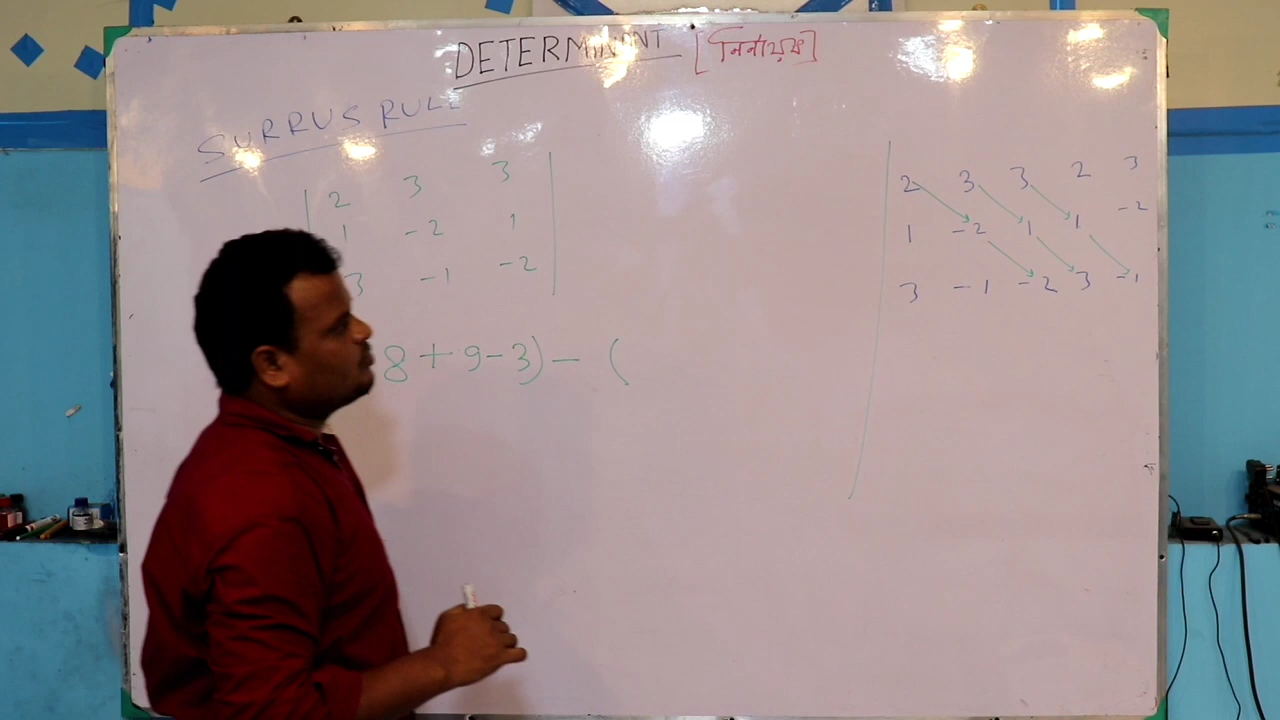 DETERMINANT [নির্নায়ক]
SURRUS RULE
2 3 3
1 -2 1
3 -1 -2
8 + 9 - 3) - (
2 3 3 2 3
1 -2 1 1 -2
3 -1 -2 3 -1